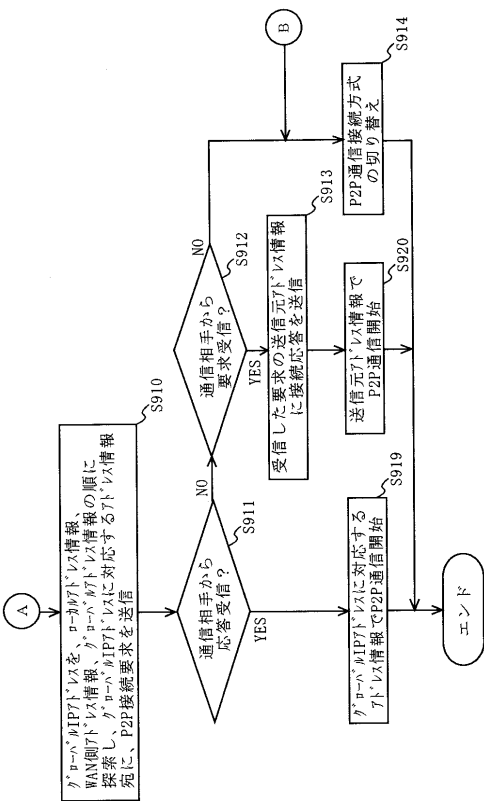 A
S910
グローバルIPアドレスを、ローカルアドレス情報、
WAN側アドレス情報、グローバルアドレス情報の順に
探索し、グローバルIPアドレスに対応するアドレス情報
宛に、P2P接続要求を送信
S911
通信相手から
応答受信？
NO
YES
S912
通信相手から
要求受信？
NO
YES
B
S913
受信した要求の送信元アドレス情報
に接続応答を送信
S914
P2P通信接続方式
の切り替え
S919
グローバルIPアドレスに対応する
アドレス情報でP2P通信開始
S920
送信元アドレス情報で
P2P通信開始
エンド